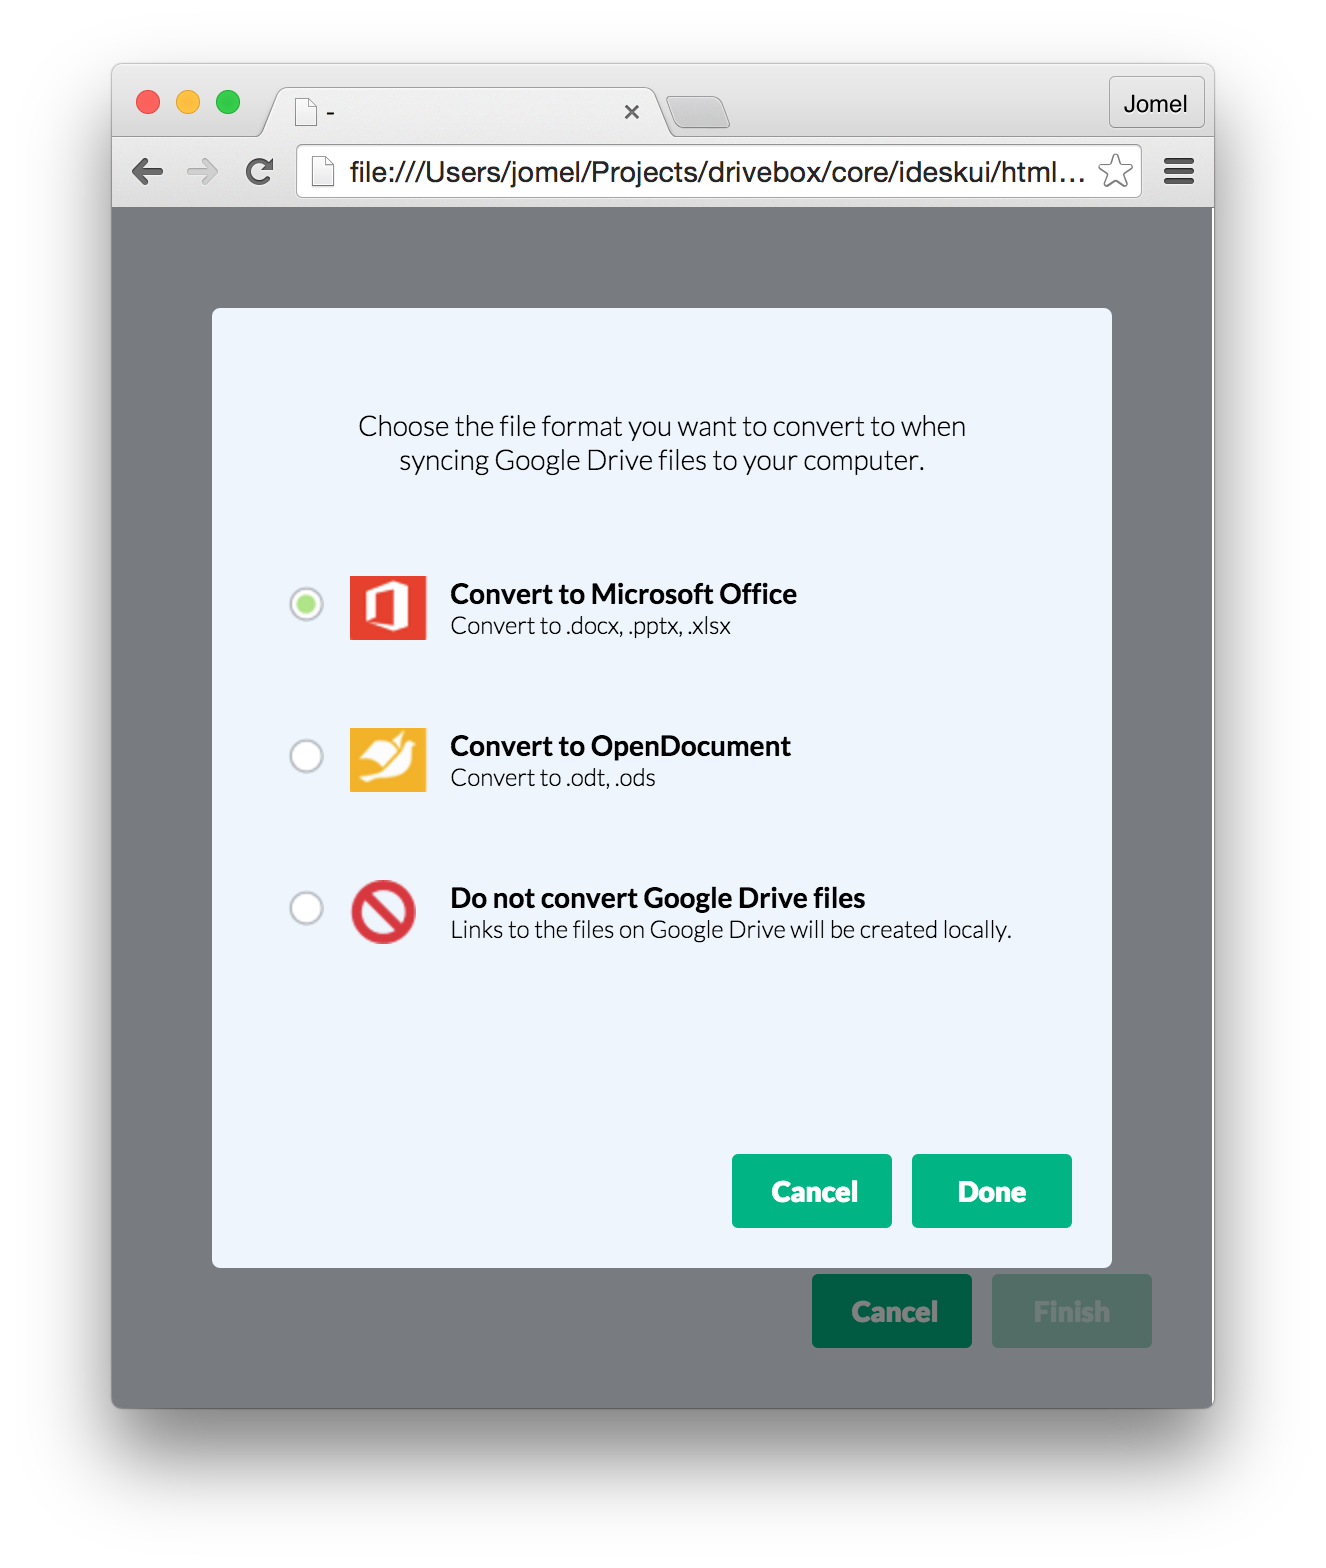 -
Jomel
file:///Users/jomel/Projects/drivebox/core/ideskui/html...
Choose the file format you want to convert to when
syncing Google Drive files to your computer.
Convert to Microsoft Office
Convert to .docx, .pptx, .xlsx
Convert to OpenDocument
Convert to .odt, .ods
Do not convert Google Drive files
Links to the files on Google Drive will be created locally.
Cancel Done
Cancel Finish